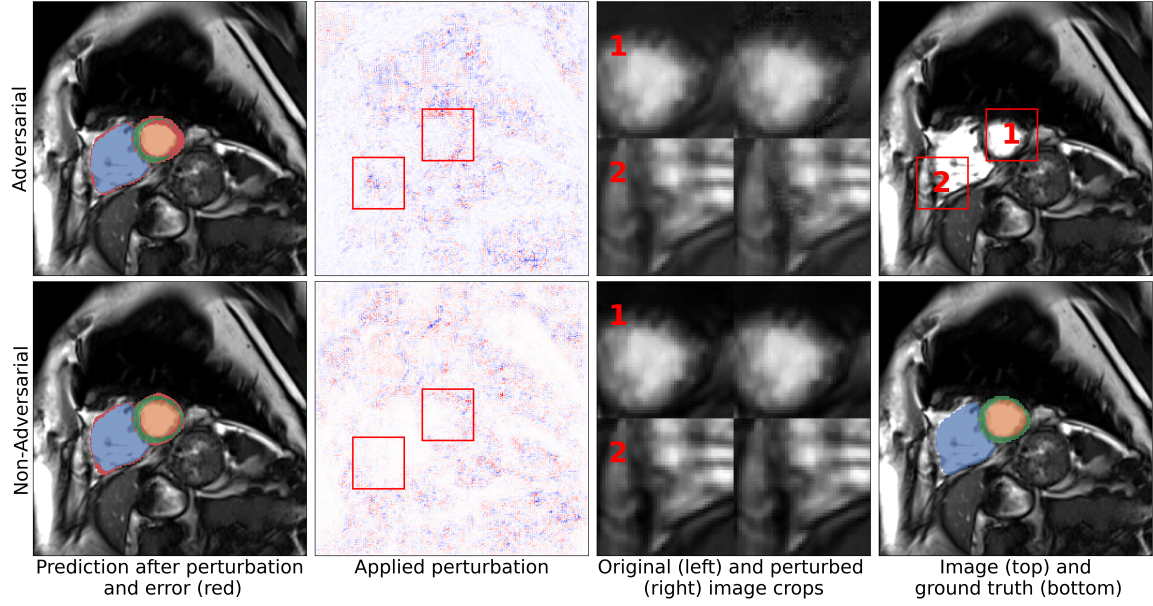 Adversarial
1
2
1
2
Non-Adversarial
1
2
Prediction after perturbation
and error (red)
Applied perturbation
Original (left) and perturbed
(right) image crops
Image (top) and
ground truth (bottom)